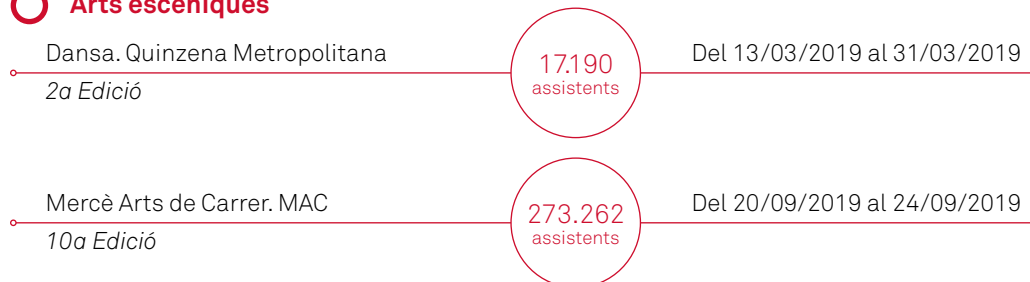 Arts escèniques
Dansa. Quinzena Metropolitana
2a Edició
17.190
assistents
Del 13/03/2019 al 31/03/2019
Mercè Arts de Carrer. MAC
10a Edició
273.262
assistents
Del 20/09/2019 al 24/09/2019